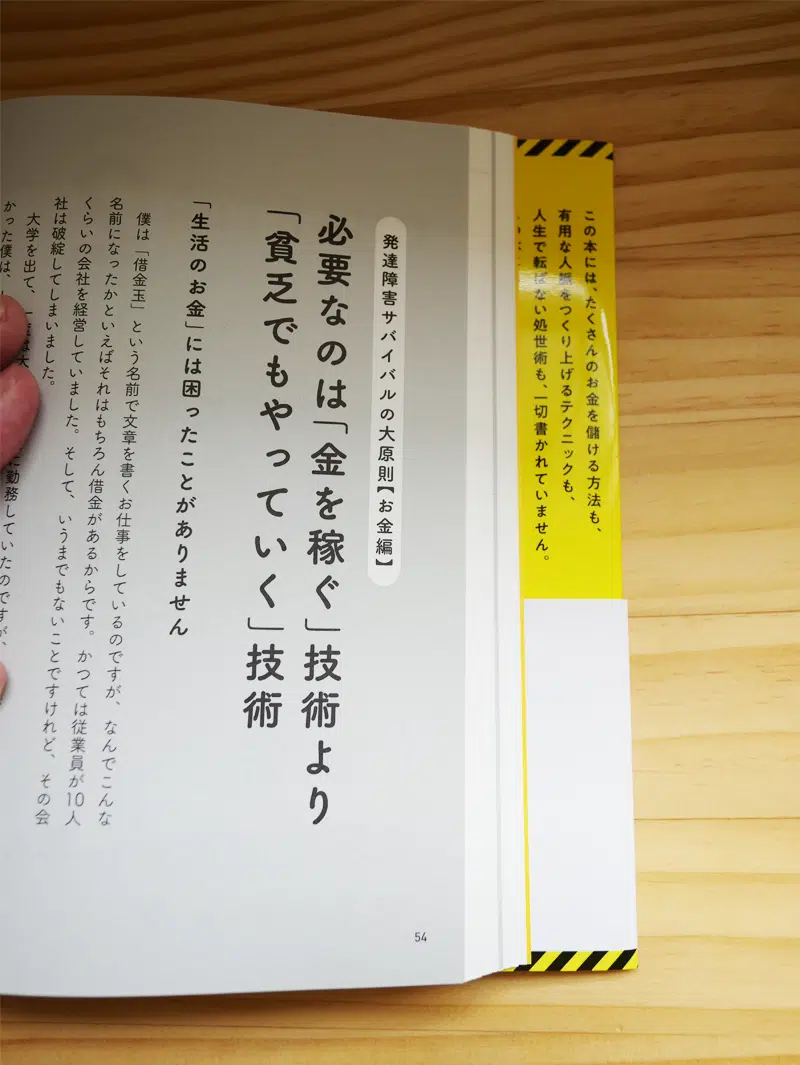 この本には、たくさんのお金を儲ける方法も、
有用な人脈をつくり上げるテクニックも、
人生で転ばない処世術も、一切書かれていません。
発達障害サバイバルの大原則【お金編】
必要なのは「金を稼ぐ」技術より
「貧乏でもやっていく」技術
「生活のお金」には困ったことがありません
僕は「借金玉」という名前で文章を書くお仕事をしているのですが、なんでこんな
名前になったかといえばそれはもちろん借金があるからです。かつては従業員が10人
くらいの会社を経営していました。そして、いうまでもないことですけれど、その会
社は破綻してしまいました。
大学を出て、一度は大
に勤務していたのですが、
かった僕は、
54